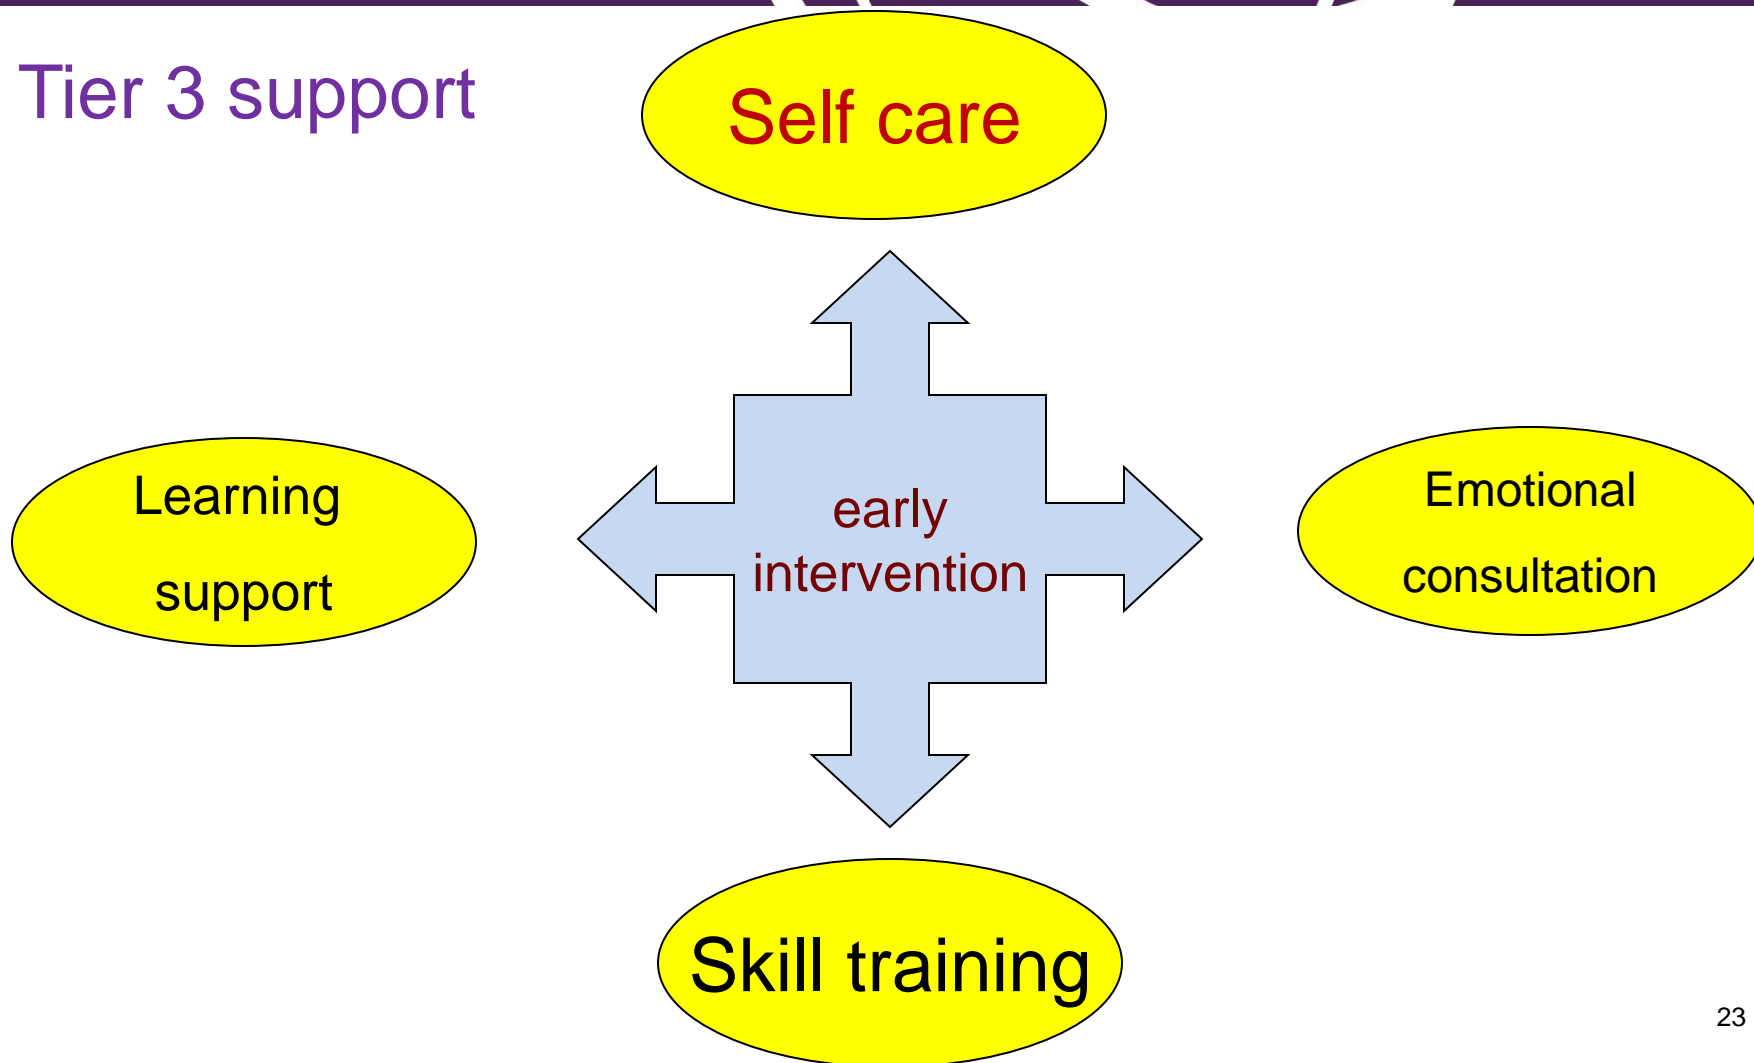 Tier 3 support
Self care
Learning
support
early
intervention
Emotional
consultation
Skill training
23